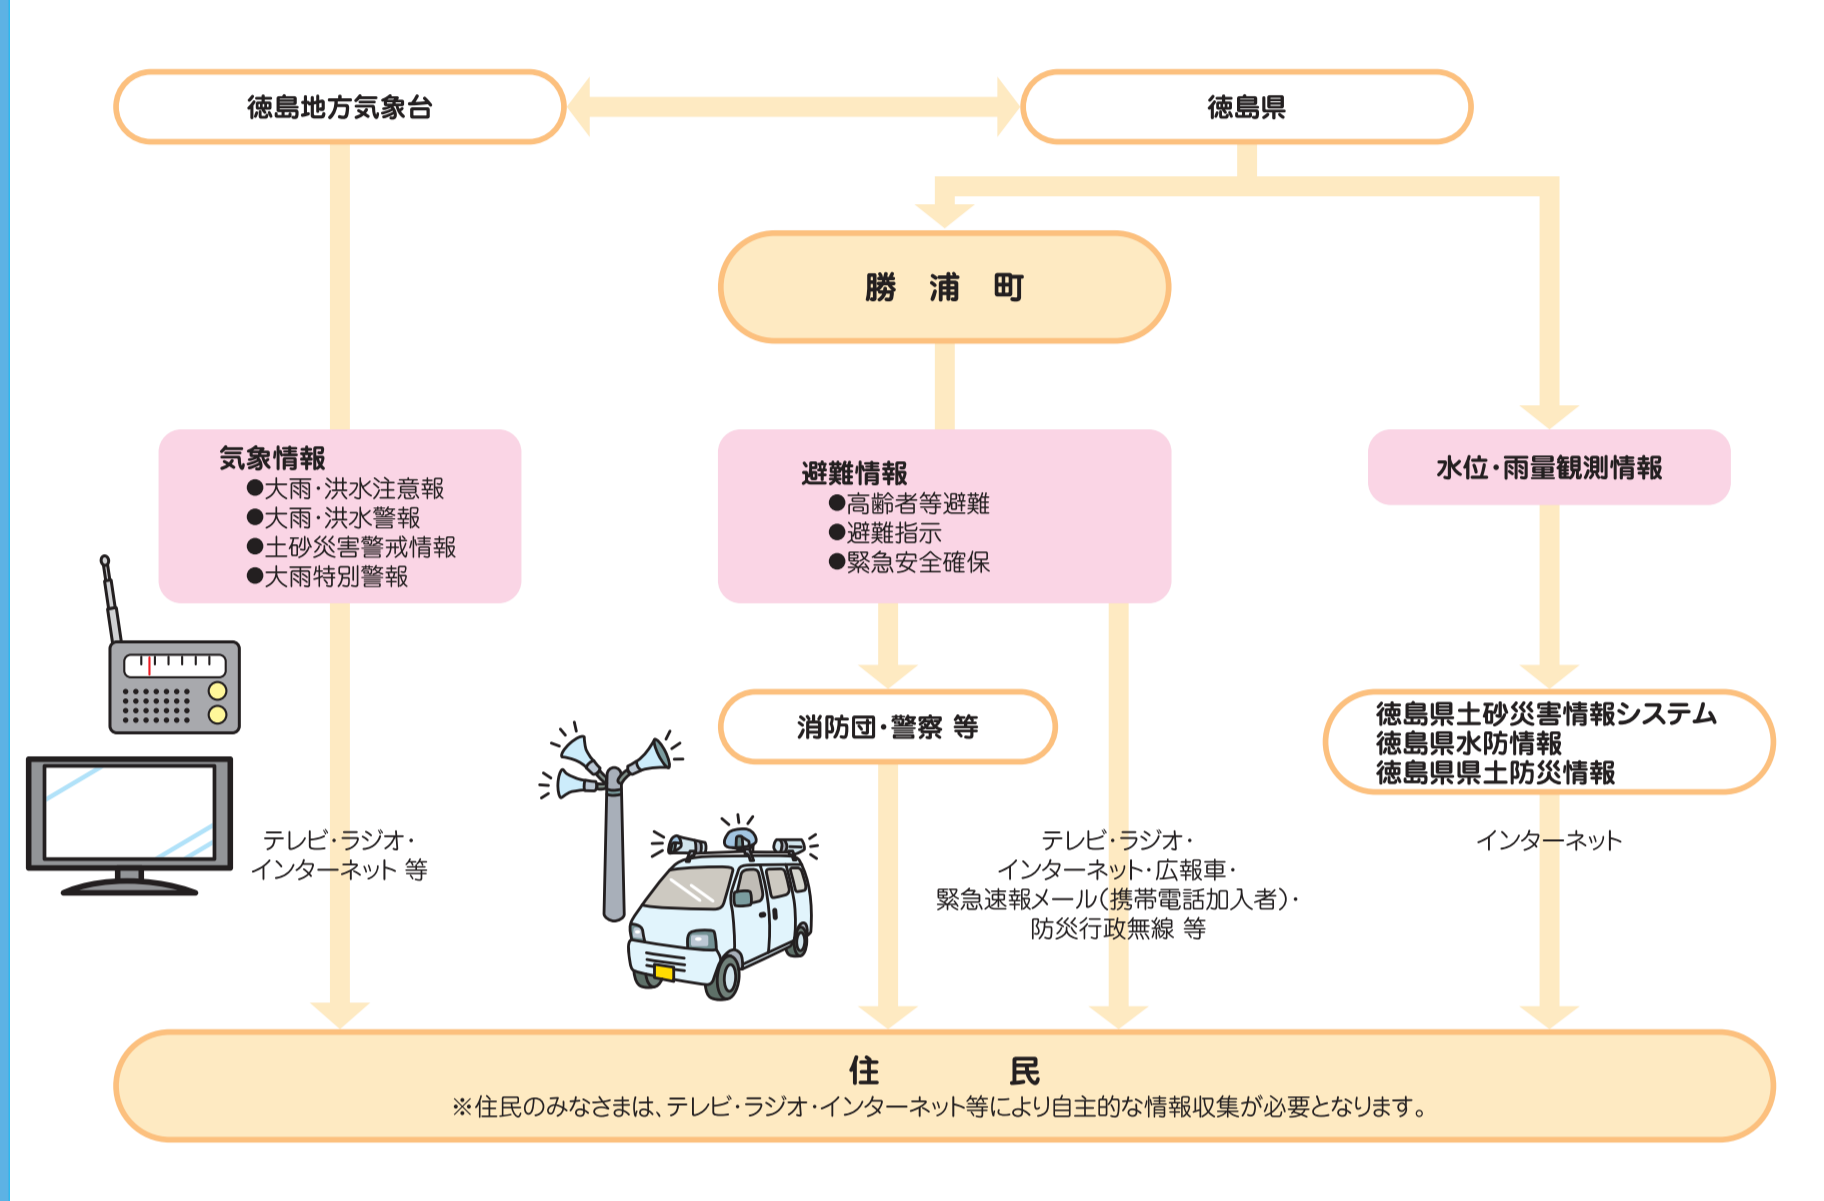 徳島地方気象台
徳島県
勝 浦 町
気象情報
●大雨・洪水注意報
●大雨・洪水警報
●土砂災害警戒情報
●大雨特別警報
避難情報
●高齢者等避難
●避難指示
●緊急安全確保
水位・雨量観測情報
消防団・警察 等
徳島県土砂災害情報システム
徳島県水防情報
徳島県県土防災情報
テレビ・ラジオ・
インターネット 等
テレビ・ラジオ・
インターネット・広報車・
緊急速報メール(携帯電話加入者)・
防災行政無線 等
インターネット
住 民
※住民のみなさまは、テレビ・ラジオ・インターネット等により自主的な情報収集が必要となります。